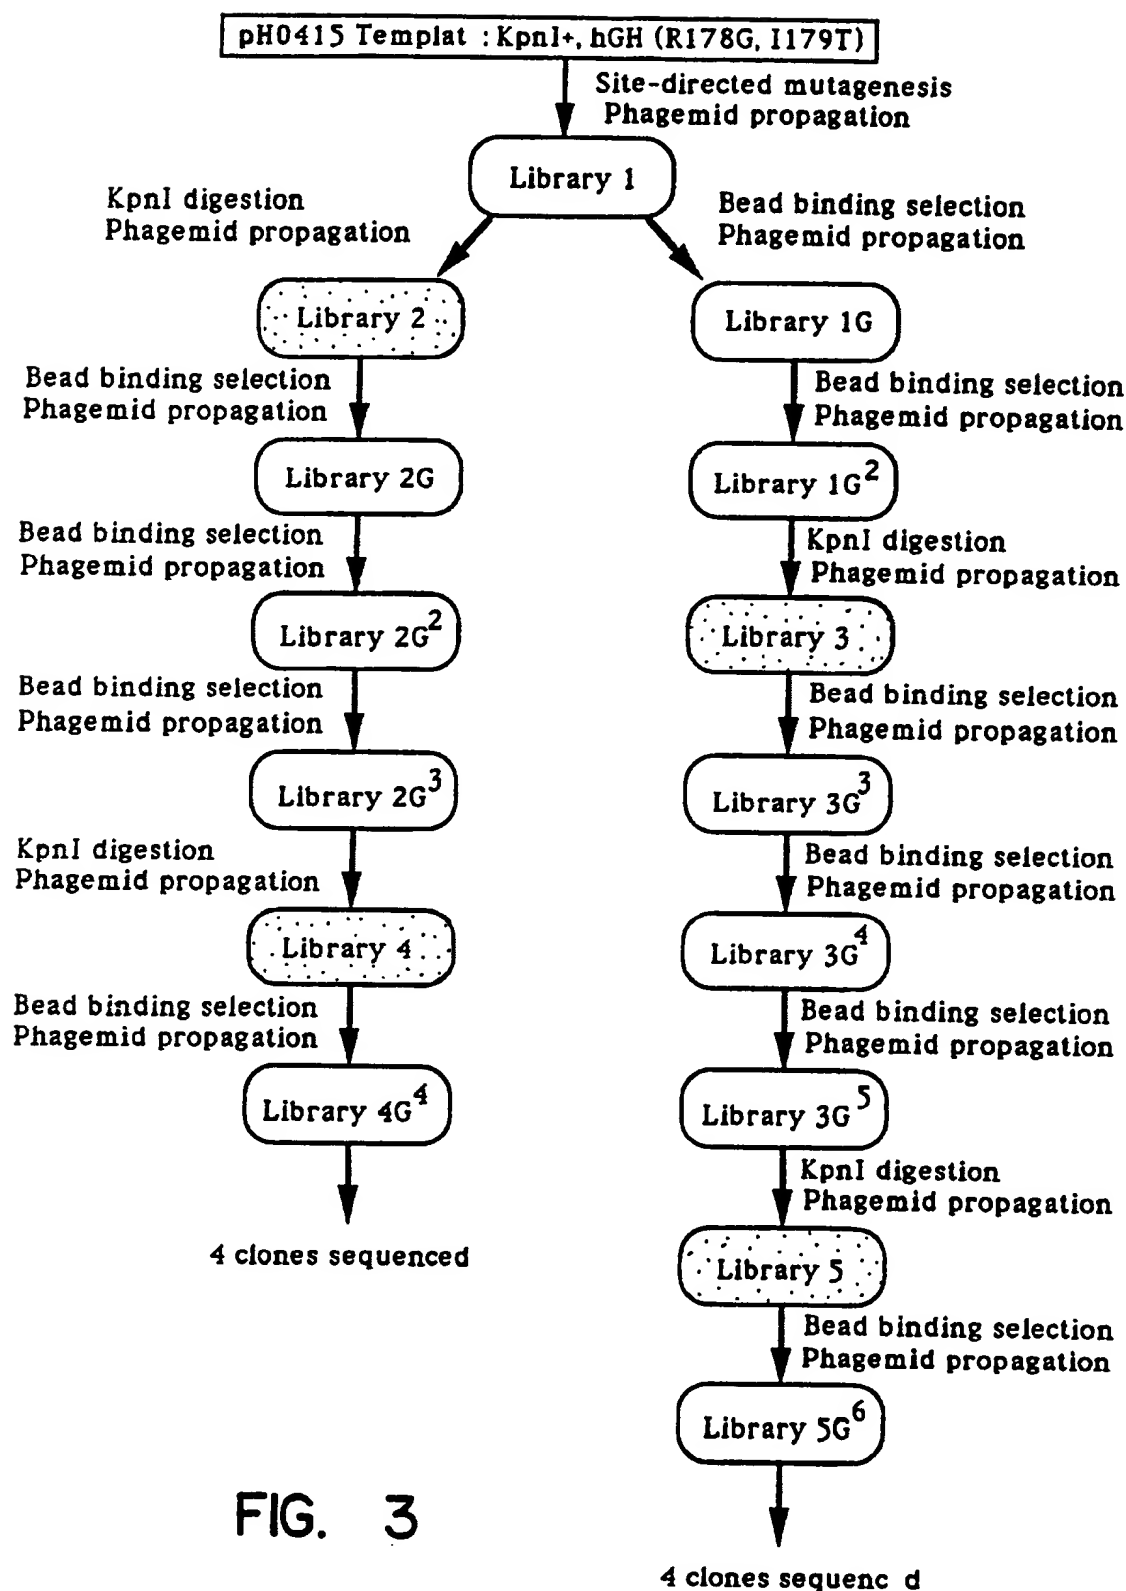 pH0415 Templat : KpnI+, hGH (R178G, I179T)
Site-directed mutagenesis
Phagemid propagation
Library 1
KpnI digestion
Phagemid propagation
Bead binding selection
Phagemid propagation
Library 2
Library 1G
Bead binding selection
Phagemid propagation
Bead binding selection
Phagemid propagation
Library 2G
Library 1G²
Bead binding selection
Phagemid propagation
KpnI digestion
Phagemid propagation
Library 2G²
Library 3
Bead binding selection
Phagemid propagation
Bead binding selection
Phagemid propagation
Library 2G³
Library 3G³
KpnI digestion
Phagemid propagation
Bead binding selection
Phagemid propagation
Library 4
Library 3G⁴
Bead binding selection
Phagemid propagation
Bead binding selection
Phagemid propagation
Library 4G⁴
Library 3G⁵
KpnI digestion
Phagemid propagation
4 clones sequenced
Library 5
Bead binding selection
Phagemid propagation
Library 5G⁶
FIG. 3
4 clones sequenc d